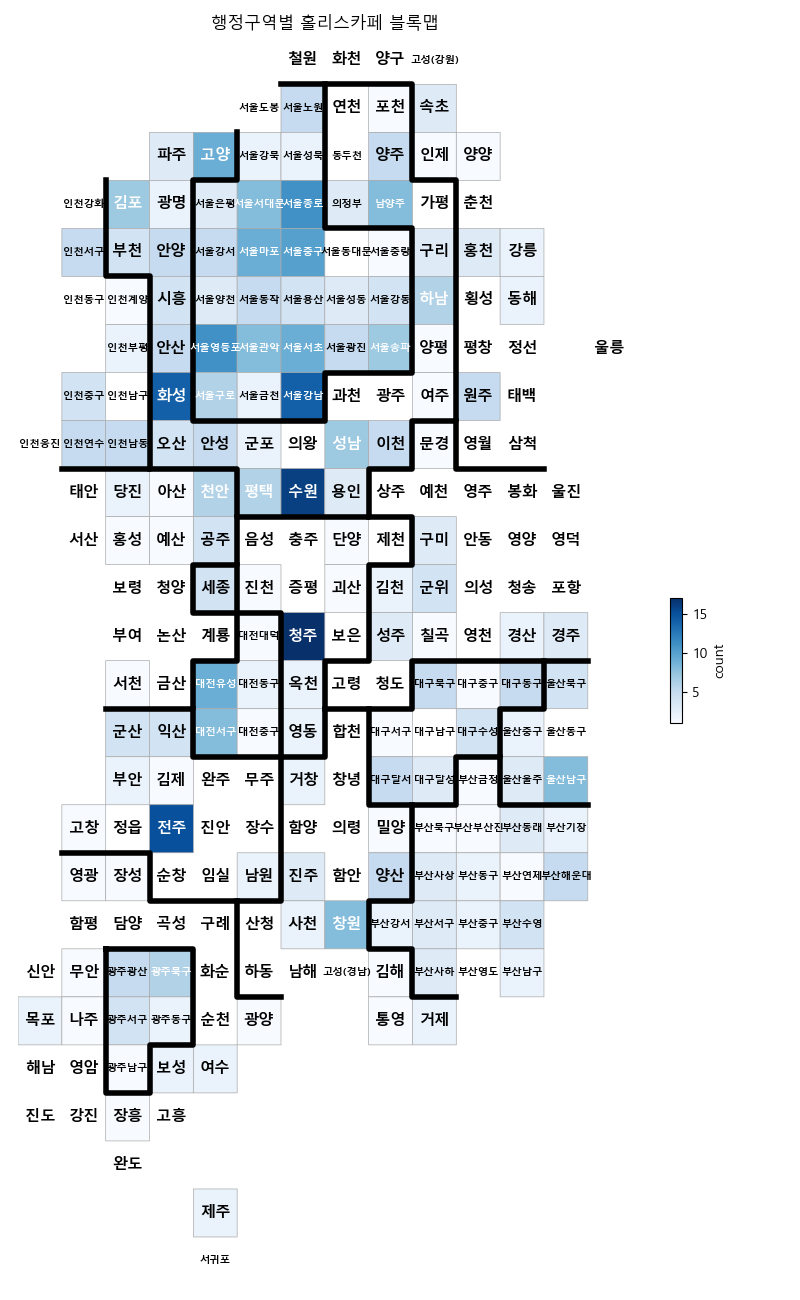 행정구역별 홀리스카페 블록맵
철원 화천 양구 고성(강원)
서울도봉 서울노원 연천 포천 속초
파주 고양 서울강북 서울성북 동두천 양주 인제 양양
인천강화 김포 광명 서울은평 서울서대문 서울종로 의정부 남양주 가평 춘천
인천서구 부천 안양 서울강서 서울마포 서울중구 서울동대문 서울중랑 구리 홍천 강릉
인천동구 인천계양 시흥 서울양천 서울동작 서울용산 서울성동 서울강동 하남 횡성 동해
인천부평 안산 서울영등포 서울관악 서울서초 서울광진 서울송파 양평 평창 정선 울릉
인천중구 인천남구 화성 서울구로 서울금천 서울강남 과천 광주 여주 원주 태백
인천옹진 인천연수 인천남동 오산 안성 군포 의왕 성남 이천 문경 영월 삼척
태안 당진 아산 천안 평택 수원 용인 상주 예천 영주 봉화 울진
서산 홍성 예산 공주 음성 충주 단양 제천 구미 안동 영양 영덕
보령 청양 세종 진천 증평 괴산 김천 군위 의성 청송 포항
부여 논산 계룡 대전대덕 청주 보은 성주 칠곡 영천 경산 경주
서천 금산 대전유성 대전동구 옥천 고령 청도 대구북구 대구중구 대구동구 울산북구
군산 익산 대전서구 대전중구 영동 합천 대구서구 대구남구 대구수성 울산중구 울산동구
부안 김제 완주 무주 거창 창녕 대구달서 대구달성 부산금정 울산울주 울산남구
고창 정읍 전주 진안 장수 함양 의령 밀양 부산북구 부산부산진 부산동래 부산기장
영광 장성 순창 임실 남원 진주 함안 양산 부산사상 부산동구 부산연제 부산해운대
함평 담양 곡성 구례 산청 사천 창원 부산강서 부산서구 부산중구 부산수영
신안 무안 광주광산 광주북구 화순 하동 남해 고성(경남) 김해 부산사하 부산영도 부산남구
목포 나주 광주서구 광주동구 순천 광양 통영 거제
해남 영암 광주남구 보성 여수
진도 강진 장흥 고흥
완도
제주
서귀포
15
10
5
count